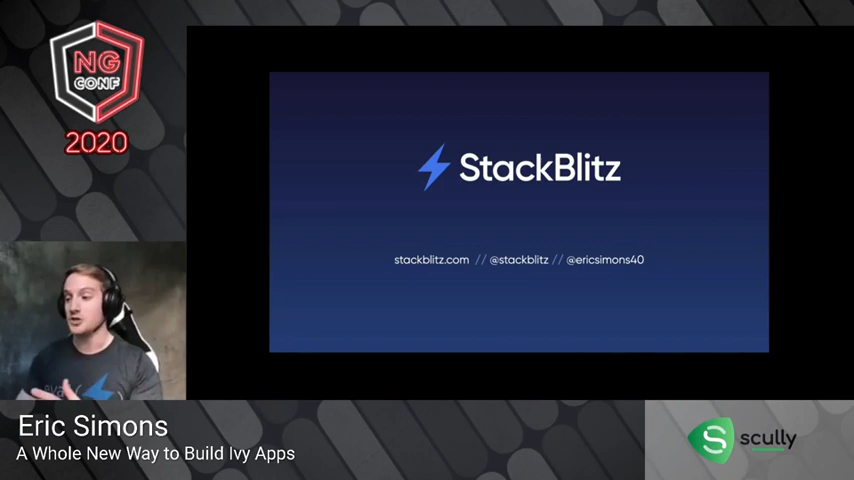 NG
CONF
2020
StackBlitz
stackblitz.com // @stackblitz // @ericsimons40
Eric Simons
A Whole New Way to Build Ivy Apps
S scully